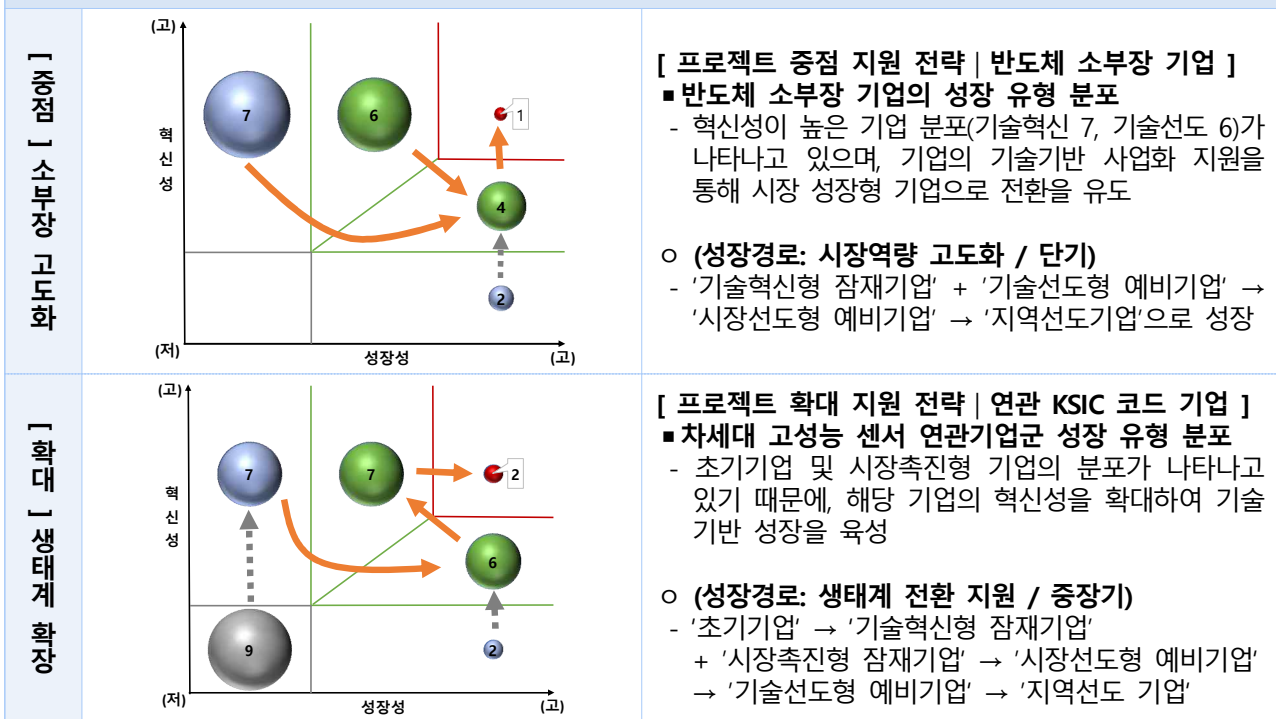 [중점] 소부장 고도화
(고)
혁신성
7
6
1
4
2
(저)
성장성
(고)
[ 프로젝트 중점 지원 전략 | 반도체 소부장 기업 ]
■ 반도체 소부장 기업의 성장 유형 분포
- 혁신성이 높은 기업 분포(기술혁신 7, 기술선도 6)가
나타나고 있으며, 기업의 기술기반 사업화 지원을
통해 시장 성장형 기업으로 전환을 유도
ㅇ (성장경로: 시장역량 고도화 / 단기)
- '기술혁신형 잠재기업' + '기술선도형 예비기업' →
'시장선도형 예비기업' → '지역선도기업'으로 성장
[확대] 생태계 확장
(고)
혁신성
7
7
2
6
9
2
(저)
성장성
(고)
[ 프로젝트 확대 지원 전략 | 연관 KSIC 코드 기업 ]
■ 차세대 고성능 센서 연관기업군 성장 유형 분포
- 초기기업 및 시장촉진형 기업의 분포가 나타나고
있기 때문에, 해당 기업의 혁신성을 확대하여 기술
기반 성장을 육성
ㅇ (성장경로: 생태계 전환 지원 / 중장기)
- '초기기업' → '기술혁신형 잠재기업'
+ '시장촉진형 잠재기업' → '시장선도형 예비기업'
→ '기술선도형 예비기업' → '지역선도 기업'